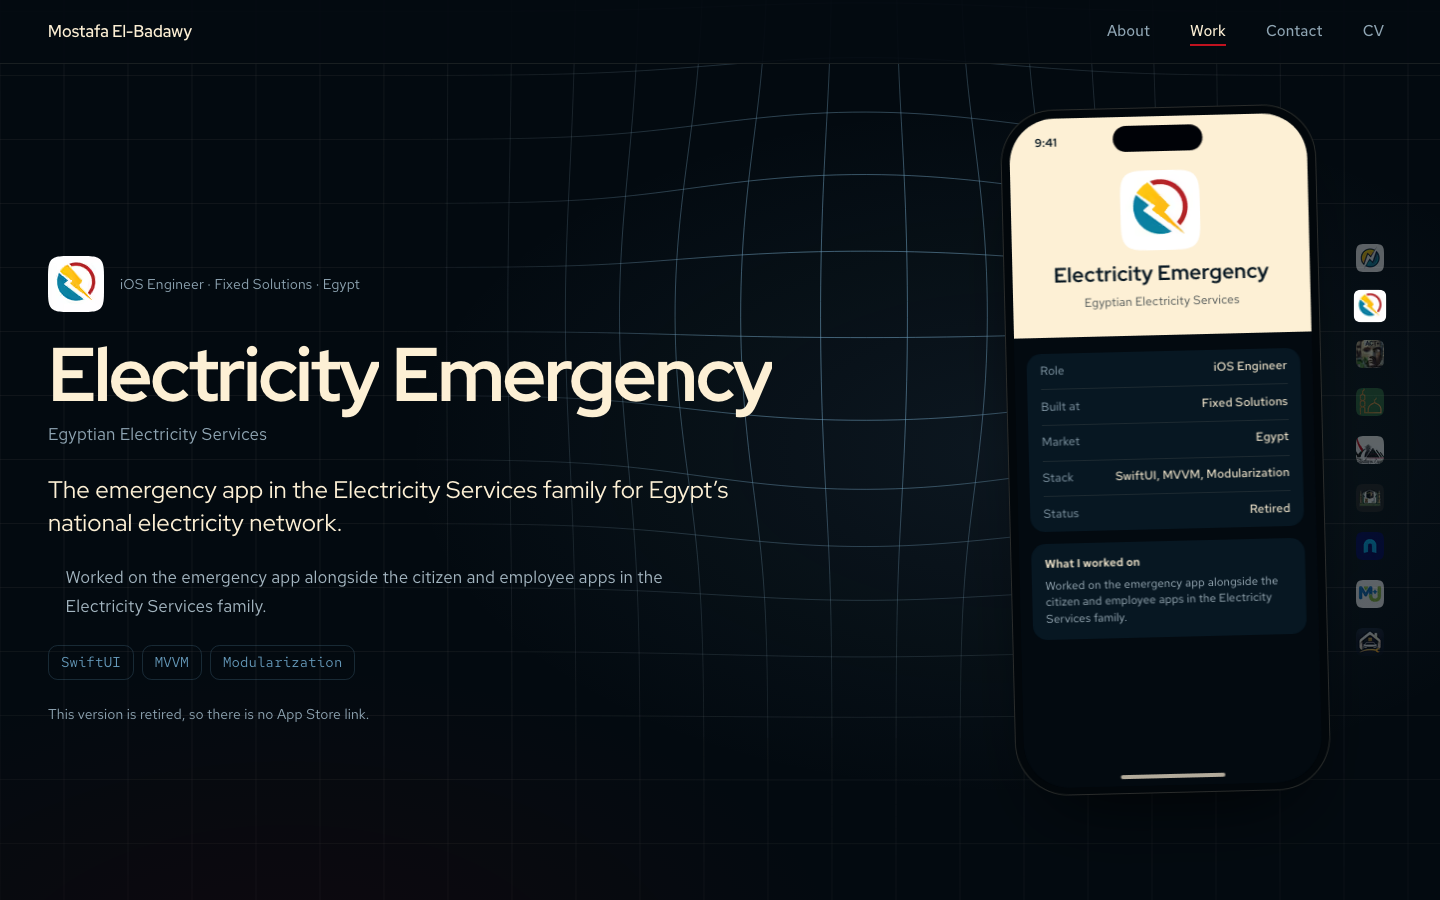 Mostafa El-Badawy
About
Work
Contact
CV
iOS Engineer · Fixed Solutions · Egypt
Electricity Emergency
Egyptian Electricity Services
The emergency app in the Electricity Services family for Egypt’s
national electricity network.
Worked on the emergency app alongside the citizen and employee apps in the
Electricity Services family.
SwiftUI
MVVM
Modularization
This version is retired, so there is no App Store link.
9:41
Electricity Emergency
Egyptian Electricity Services
Role iOS Engineer
Built at Fixed Solutions
Market Egypt
Stack SwiftUI, MVVM, Modularization
Status Retired
What I worked on
Worked on the emergency app alongside the
citizen and employee apps in the Electricity
Services family.